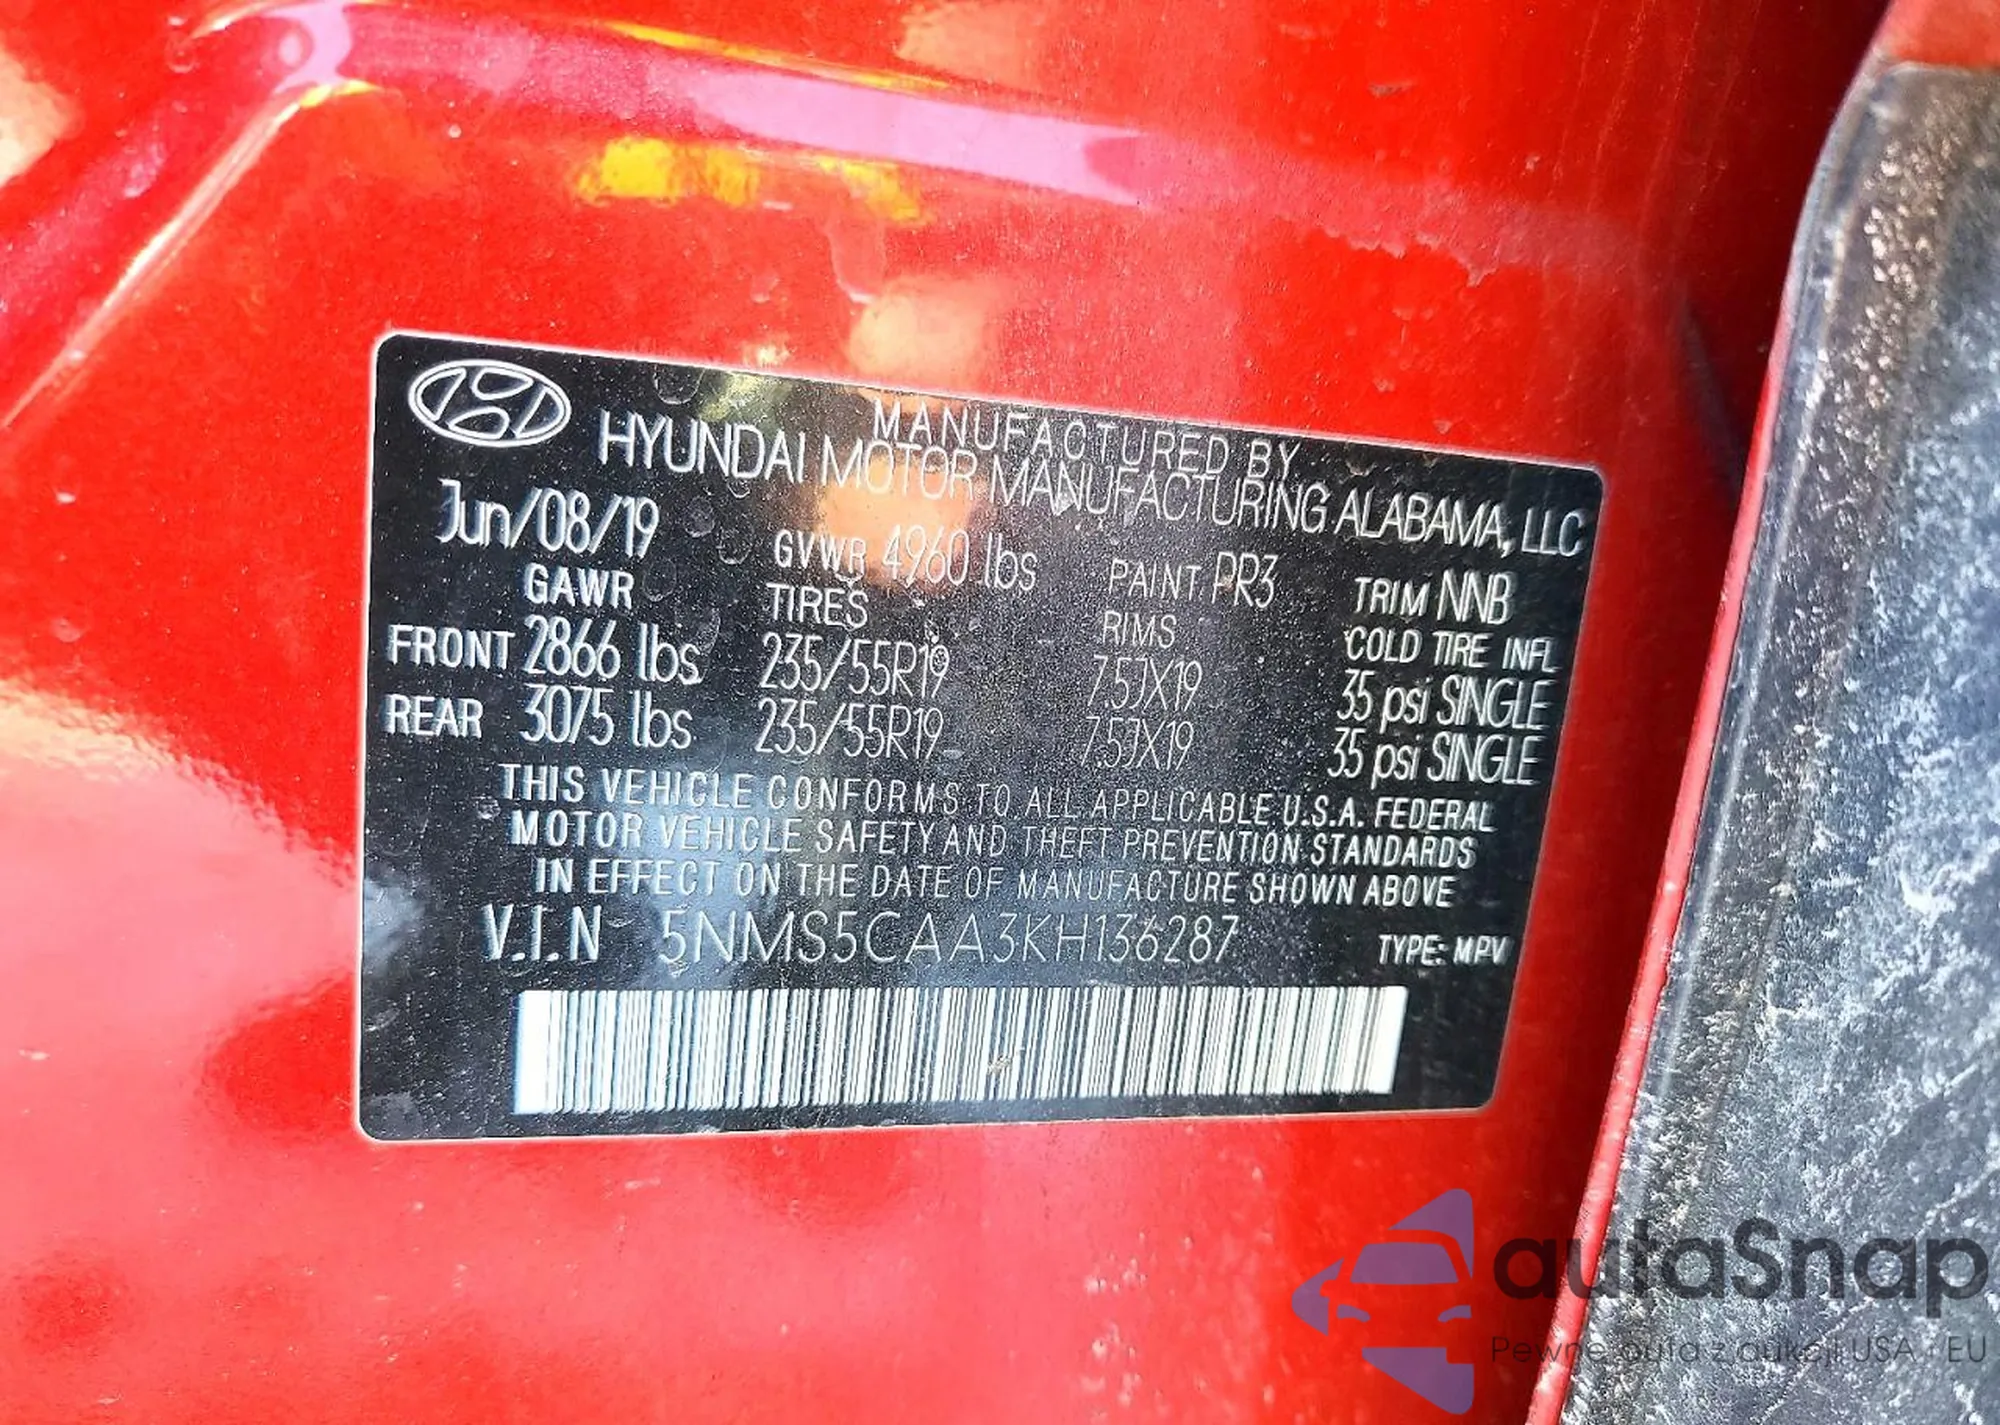 MANUFACTURED BY
HYUNDAI MOTOR MANUFACTURING ALABAMA, LLC
Jun/08/19 GVWR 4960 lbs PAINT PR3 TRIM NNB
GAWR TIRES RIMS COLD TIRE INFL
FRONT 2866 lbs 235/55R19 7.5JX19 35 psi SINGLE
REAR 3075 lbs 235/55R19 7.5JX19 35 psi SINGLE
THIS VEHICLE CONFORMS TO ALL APPLICABLE U.S.A. FEDERAL
MOTOR VEHICLE SAFETY AND THEFT PREVENTION STANDARDS
IN EFFECT ON THE DATE OF MANUFACTURE SHOWN ABOVE
V.I.N 5NMS5CAA3KH136287 TYPE: MPV
autaSnap
Pewne auta z aukcji USA i EU